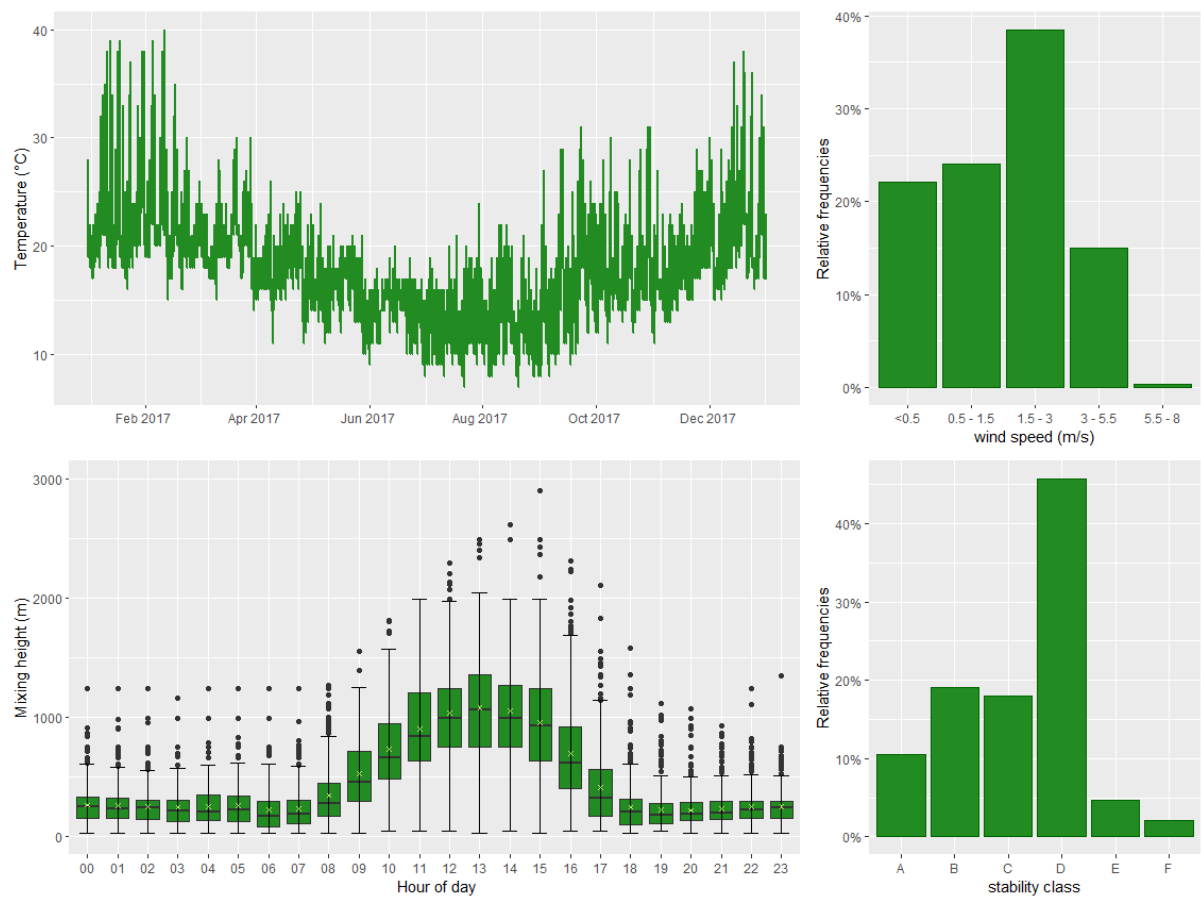 Temperature (°C)
40
30
20
10
Feb 2017 Apr 2017 Jun 2017 Aug 2017 Oct 2017 Dec 2017
Relative frequencies
40%
30%
20%
10%
0%
<0.5 0.5 - 1.5 1.5 - 3 3 - 5.5 5.5 - 8
wind speed (m/s)
Mixing height (m)
3000
2000
1000
0
00 01 02 03 04 05 06 07 08 09 10 11 12 13 14 15 16 17 18 19 20 21 22 23
Hour of day
Relative frequencies
40%
30%
20%
10%
0%
A B C D E F
stability class